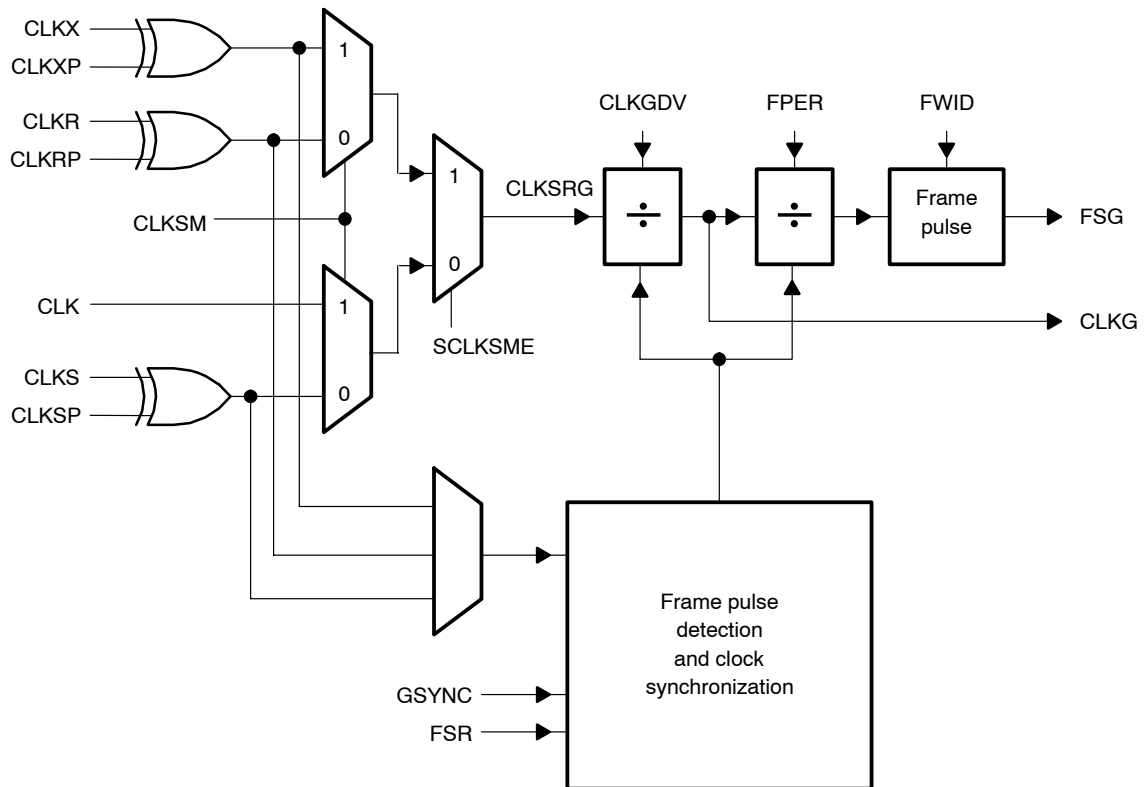 CLKX
CLKXP
1
CLKR
CLKRP
0
CLKSM
CLK
1
CLKS
CLKSP
0
1
0
SCLKSME
CLKSRG
CLKGDV
FPER
FWID
÷
÷
Frame
pulse
FSG
CLKG
Frame pulse
detection
and clock
synchronization
GSYNC
FSR